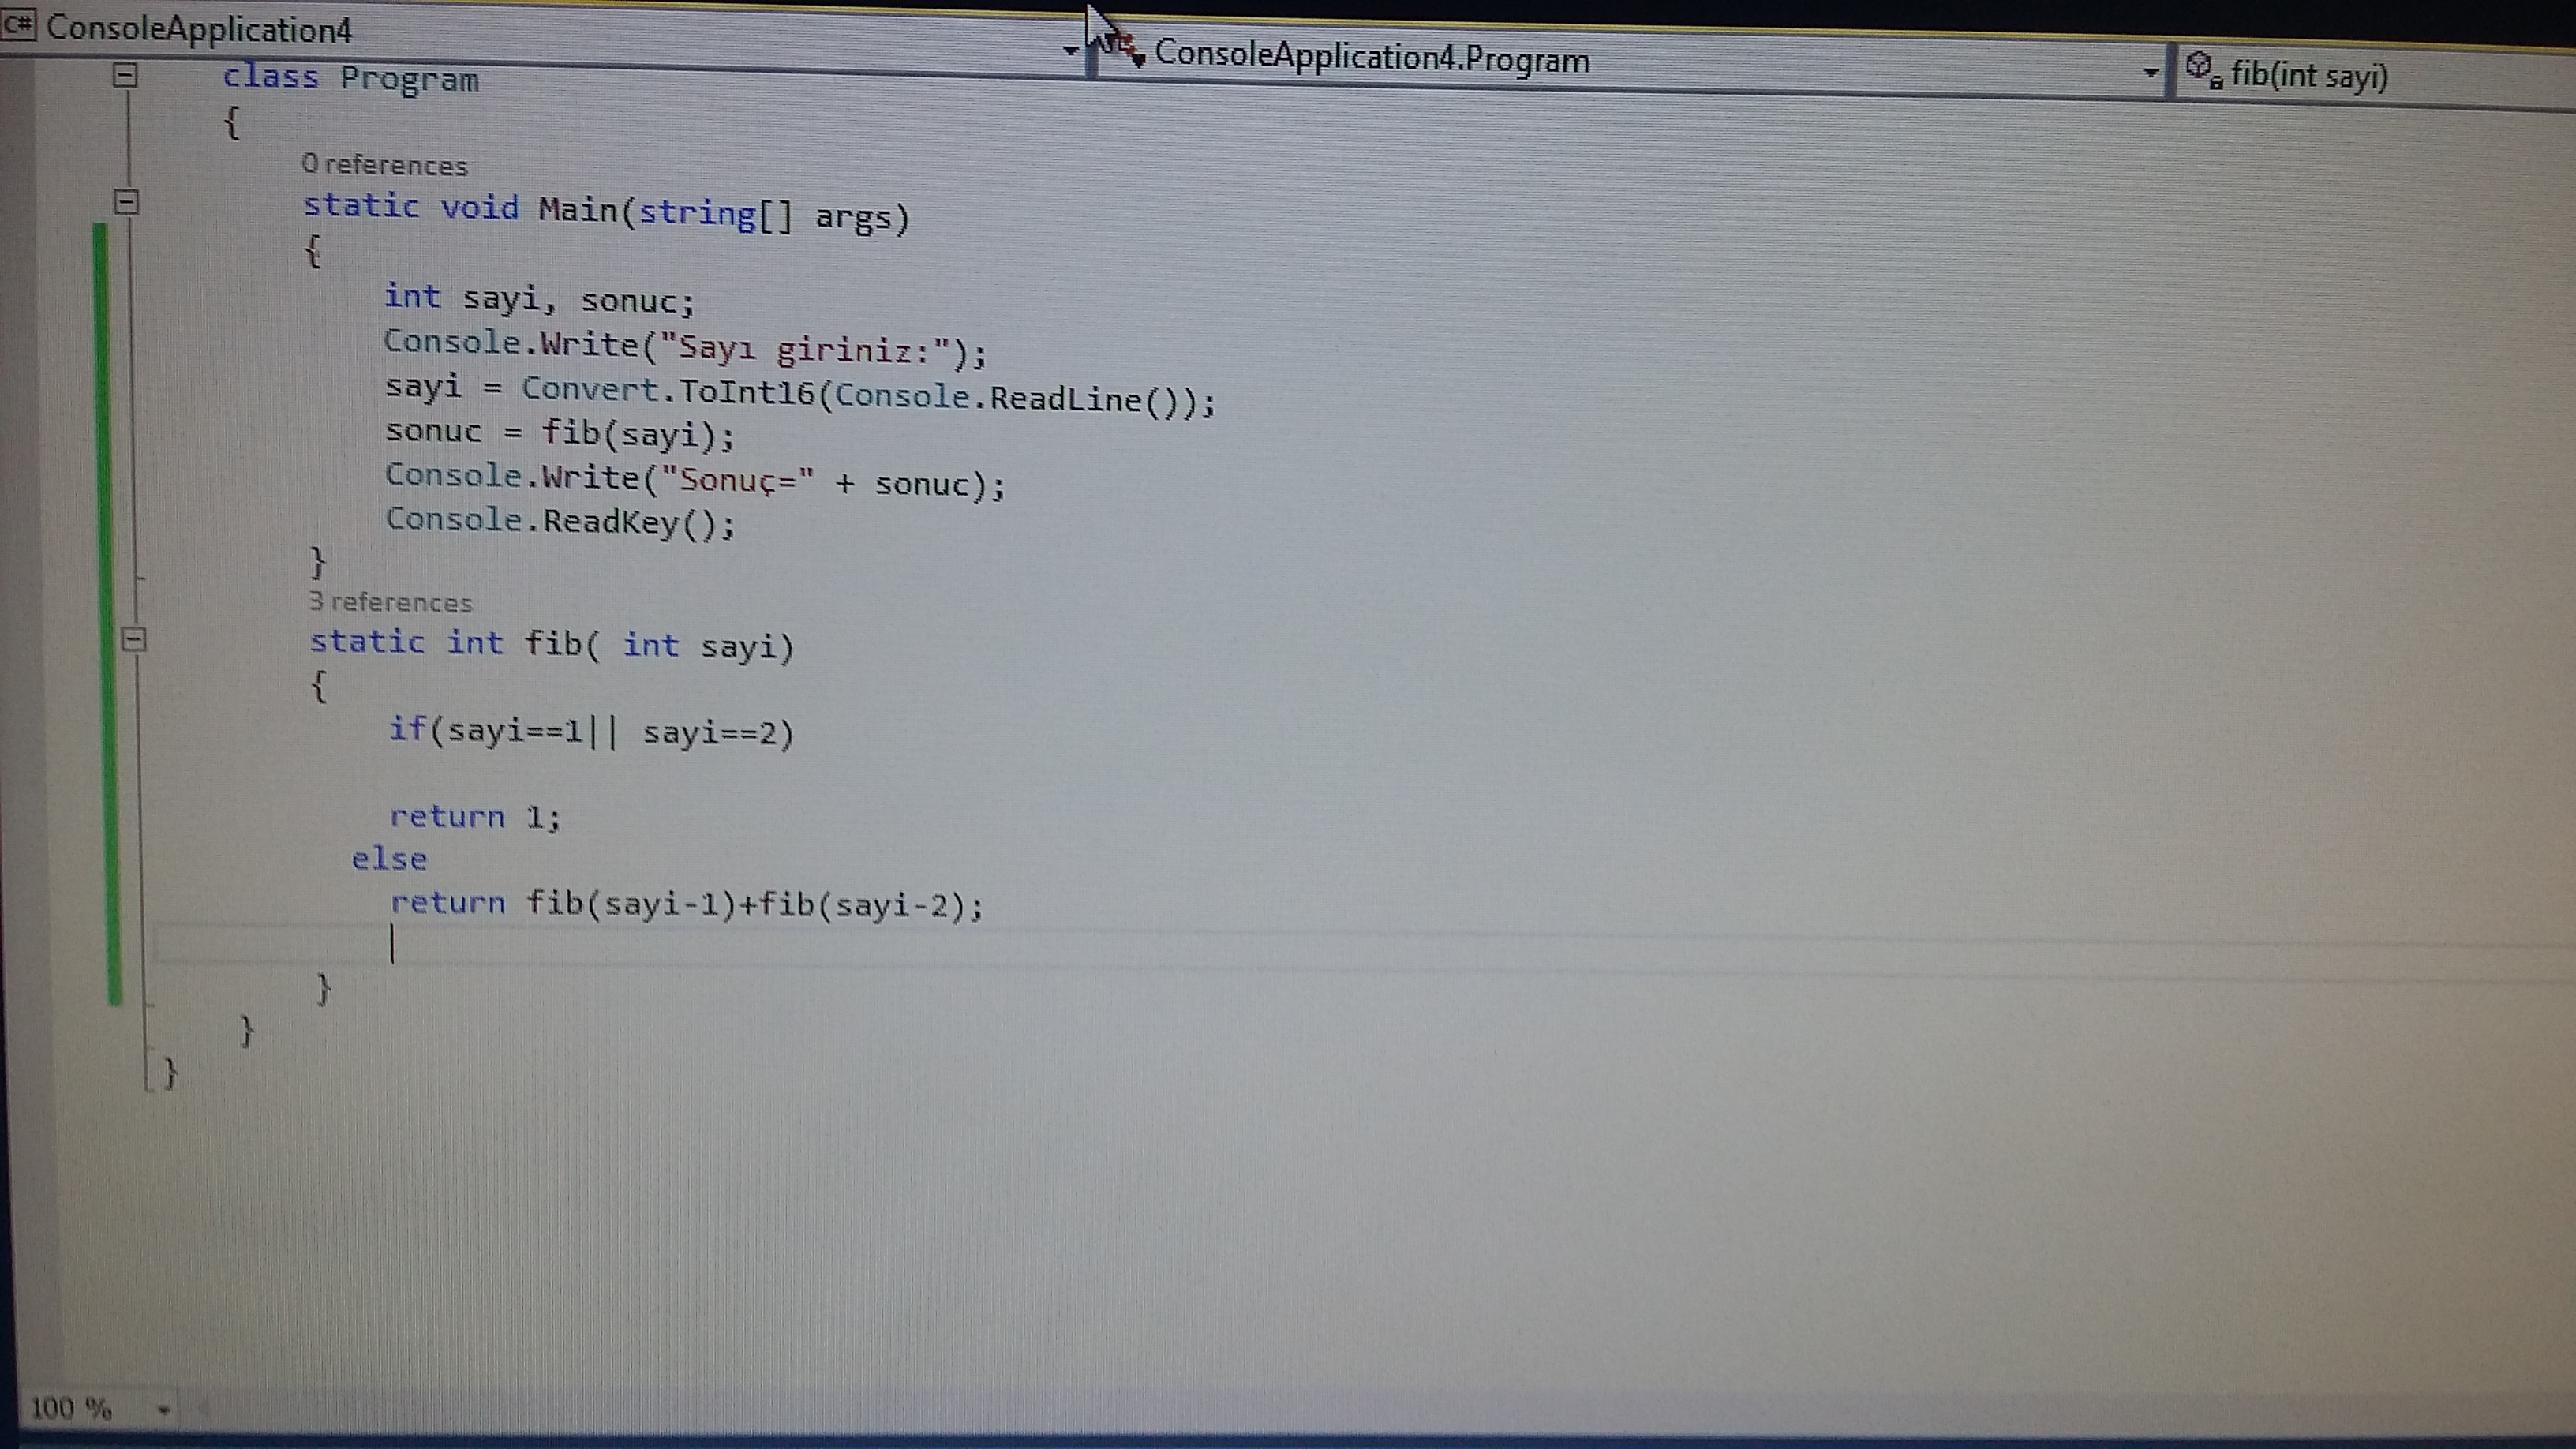 C# ConsoleApplication4 ConsoleApplication4.Program fib(int sayi)
class Program
{
0 references
static void Main(string[] args)
{
int sayi, sonuc;
Console.Write("Sayı giriniz:");
sayi = Convert.ToInt16(Console.ReadLine());
sonuc = fib(sayi);
Console.Write("Sonuç=" + sonuc);
Console.ReadKey();
}
3 references
static int fib( int sayi)
{
if(sayi==1|| sayi==2)
return 1;
else
return fib(sayi-1)+fib(sayi-2);
}
}
}
100 %